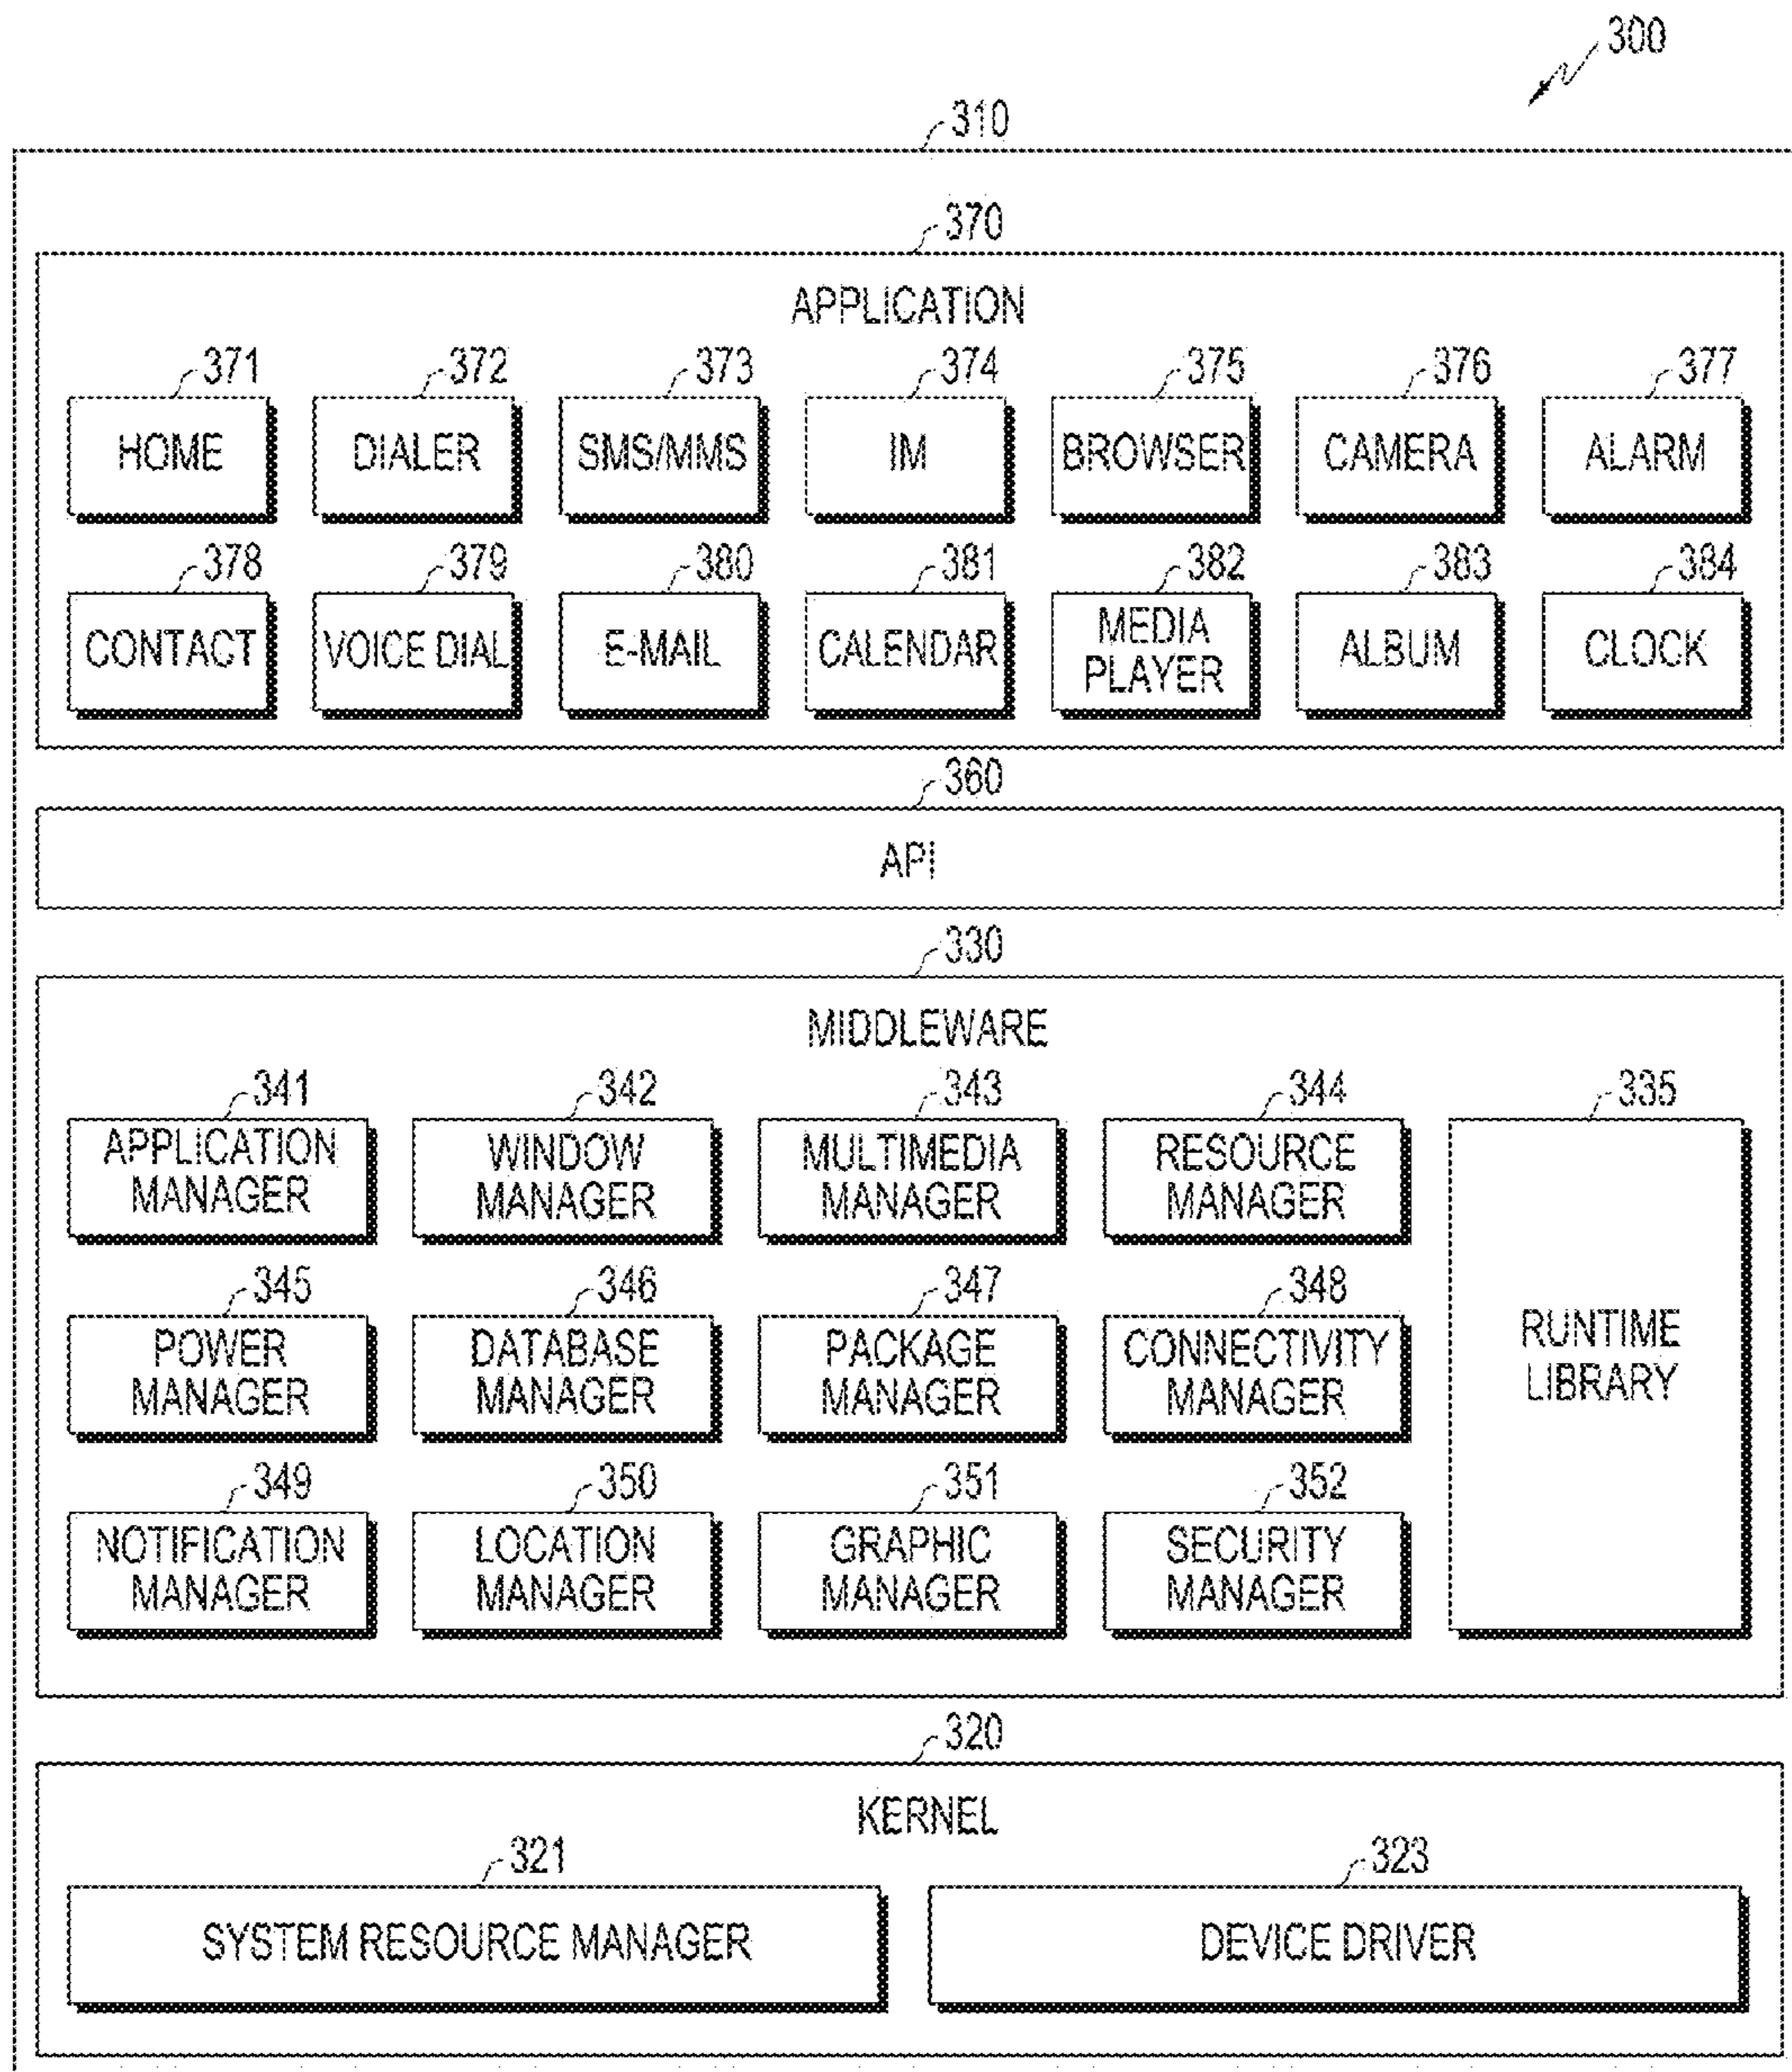 300
310
370
APPLICATION
371 372 373 374 375 376 377
HOME DIALER SMS/MMS IM BROWSER CAMERA ALARM
378 379 380 381 382 383 384
CONTACT VOICE DIAL E-MAIL CALENDAR MEDIA PLAYER ALBUM CLOCK
360
API
330
MIDDLEWARE
341 342 343 344 335
APPLICATION MANAGER WINDOW MANAGER MULTIMEDIA MANAGER RESOURCE MANAGER
345 346 347 348
POWER MANAGER DATABASE MANAGER PACKAGE MANAGER CONNECTIVITY MANAGER RUNTIME LIBRARY
349 350 351 352
NOTIFICATION MANAGER LOCATION MANAGER GRAPHIC MANAGER SECURITY MANAGER
320
KERNEL
321 323
SYSTEM RESOURCE MANAGER DEVICE DRIVER